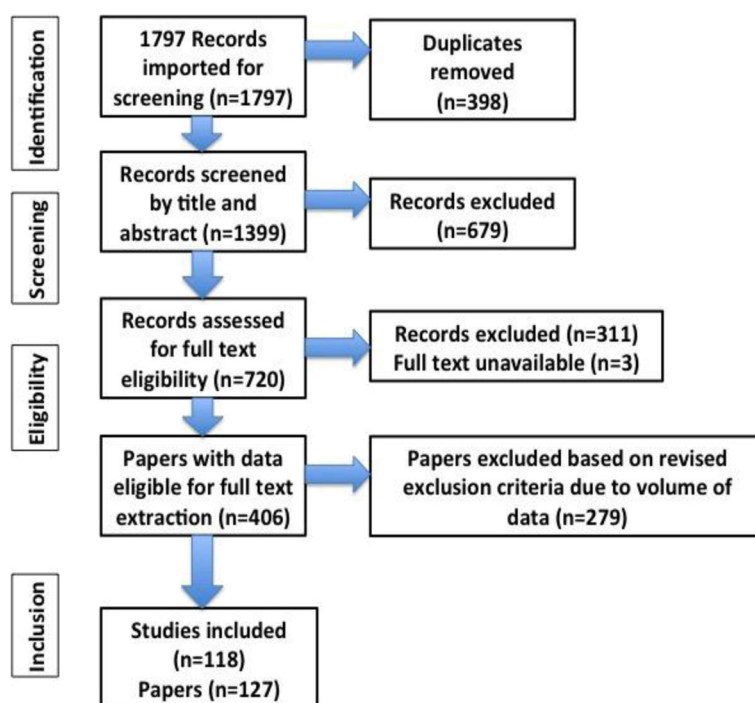 Identification
1797 Records
imported for
screening (n=1797)
Duplicates
removed
(n=398)
Screening
Records screened
by title and
abstract (n=1399)
Records excluded
(n=679)
Eligibility
Records assessed
for full text
eligibility (n=720)
Records excluded (n=311)
Full text unavailable (n=3)
Papers with data
eligible for full text
extraction (n=406)
Papers excluded based on revised
exclusion criteria due to volume of
data (n=279)
Inclusion
Studies included
(n=118)
Papers (n=127)